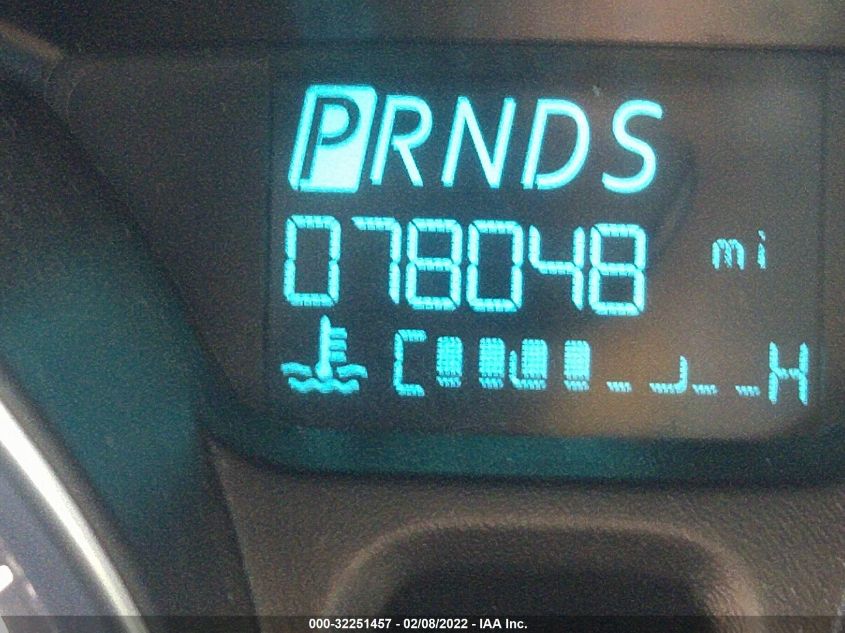 PRNDS
078048 mi
C H
000-32251457 - 02/08/2022 - IAA Inc.